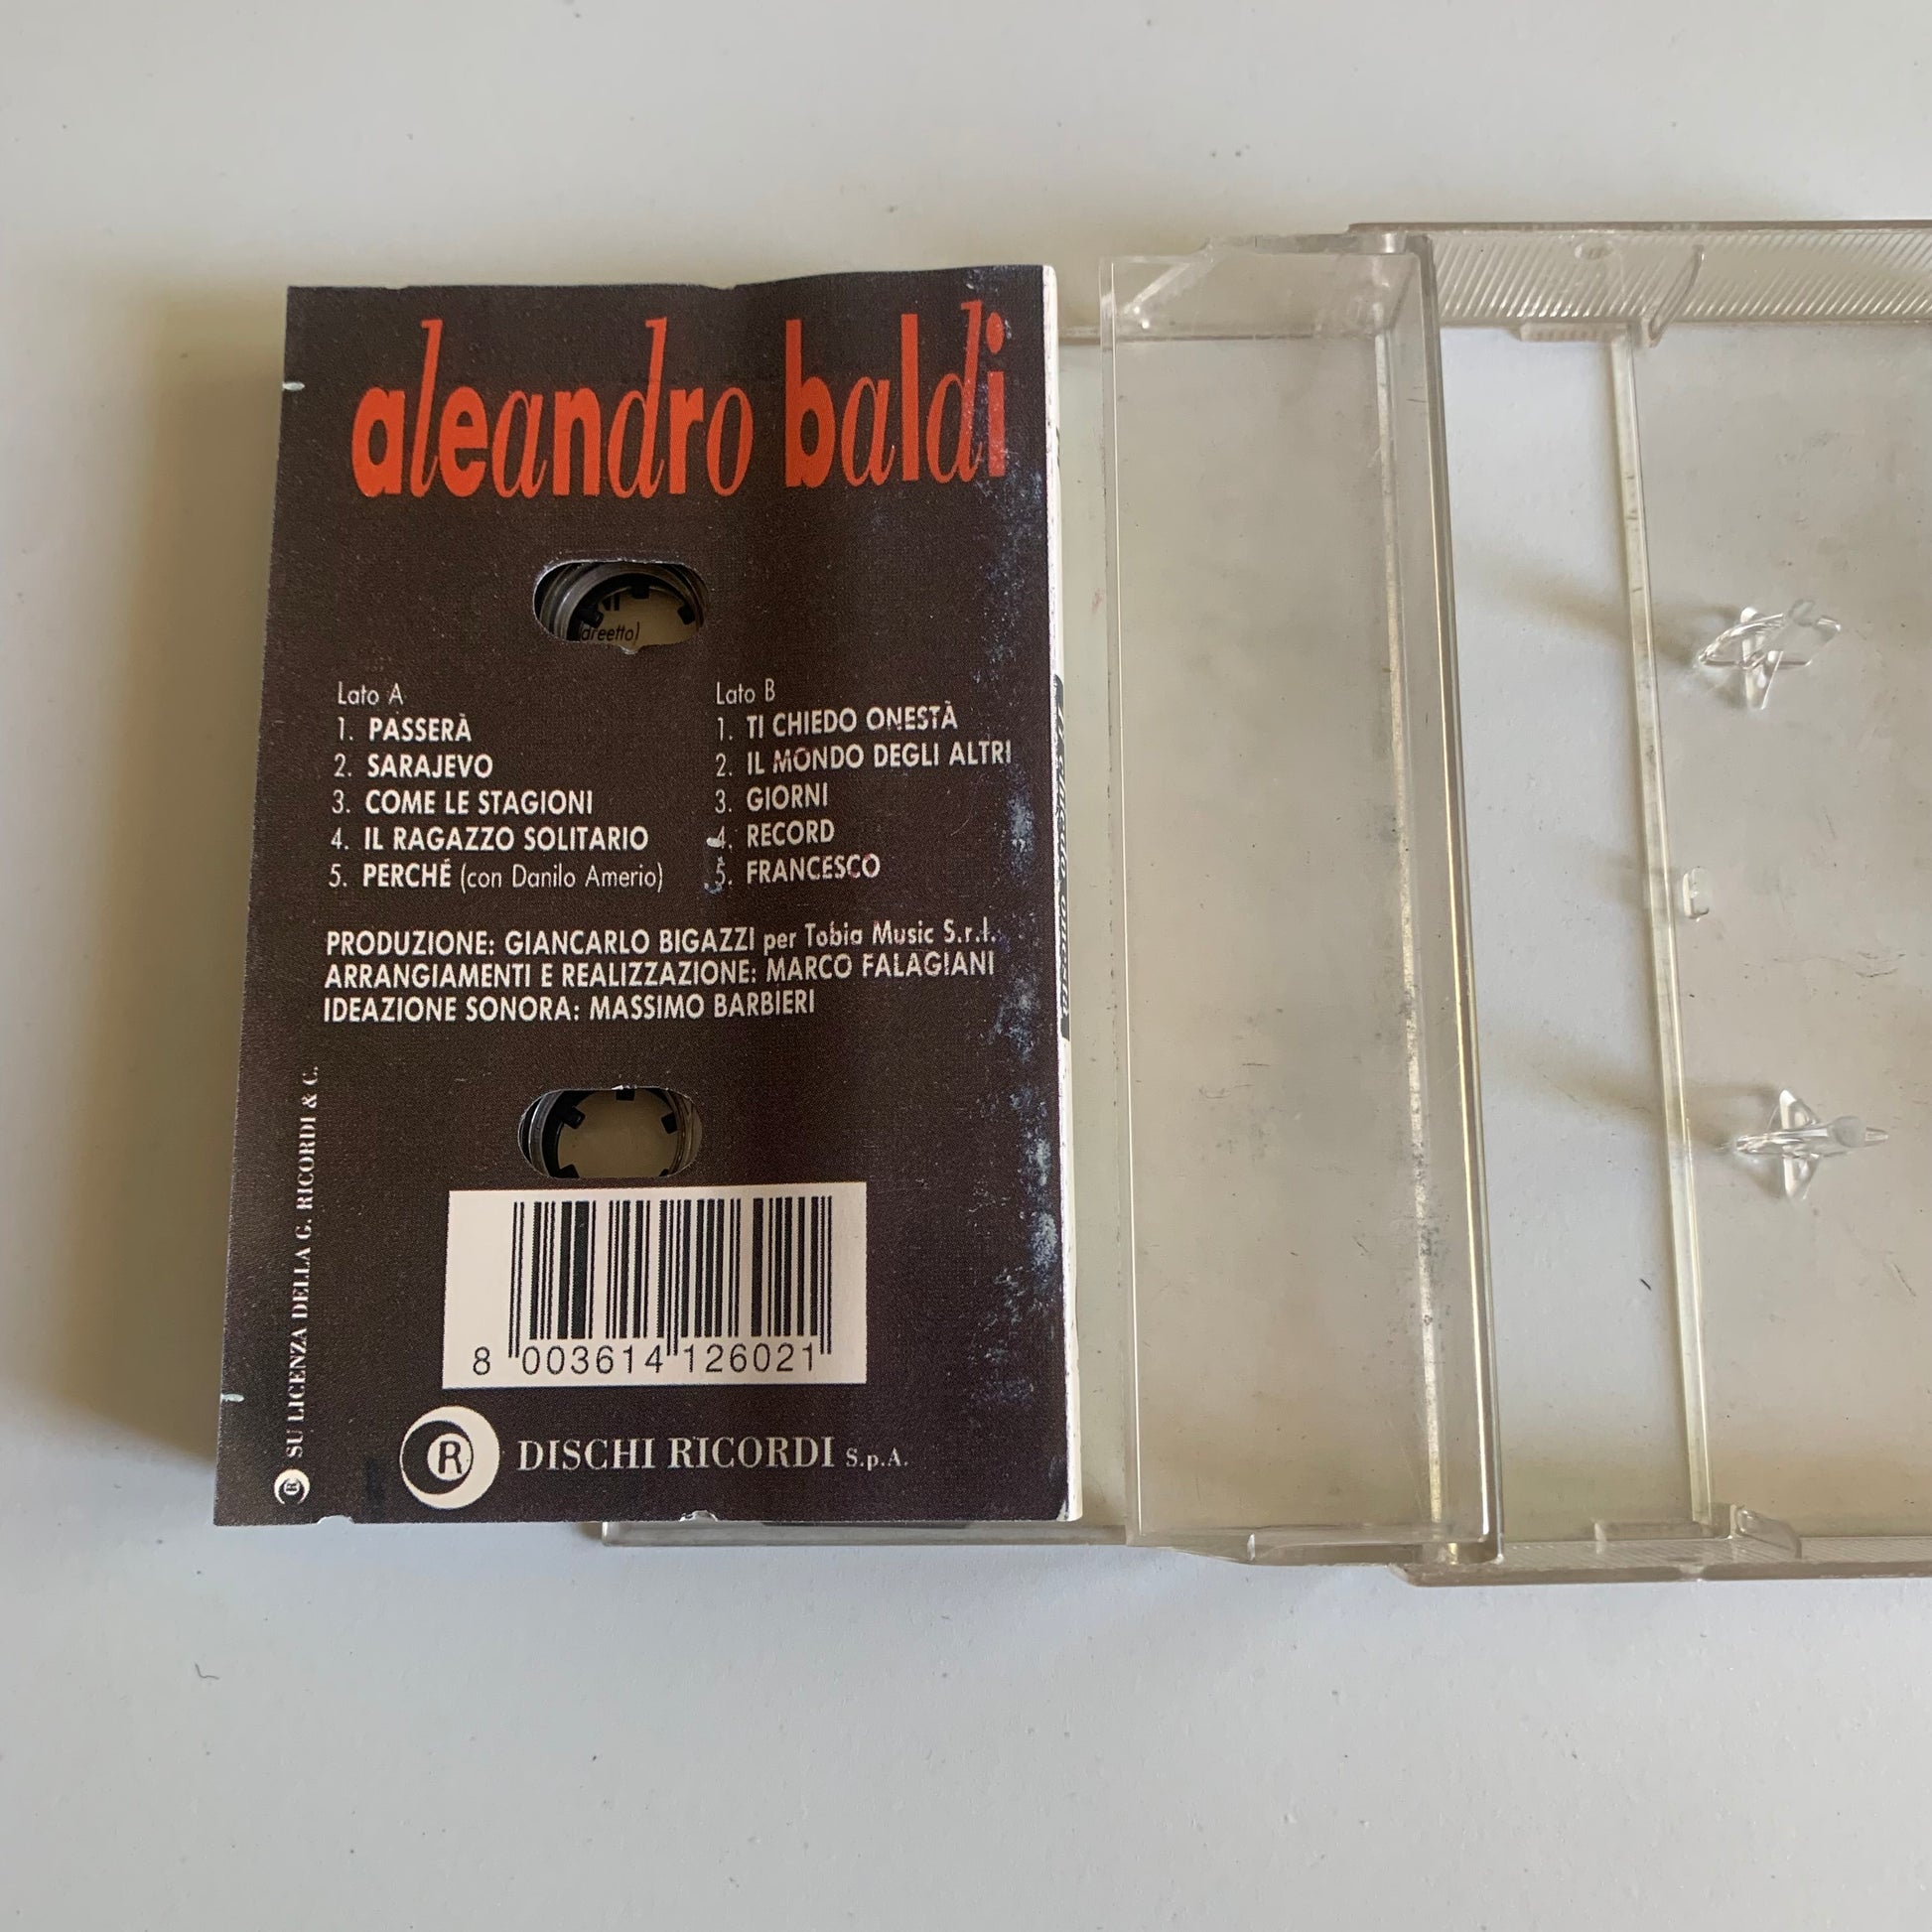 aleandro baldi
areetto)
Lato A
1. PASSERÀ
2. SARAJEVO
3. COME LE STAGIONI
4. IL RAGAZZO SOLITARIO
5. PERCHÉ (con Danilo Amerio)
Lato B
1. TI CHIEDO ONESTÀ
2. IL MONDO DEGLI ALTRI
3. GIORNI
4. RECORD
5. FRANCESCO
PRODUZIONE: GIANCARLO BIGAZZI per Tobia Music S.r.l.
ARRANGIAMENTI E REALIZZAZIONE: MARCO FALAGIANI
IDEAZIONE SONORA: MASSIMO BARBIERI
R SU LICENZA DELLA G. RICORDI & C.
8 003614 126021
R DISCHI RICORDI S.p.A.